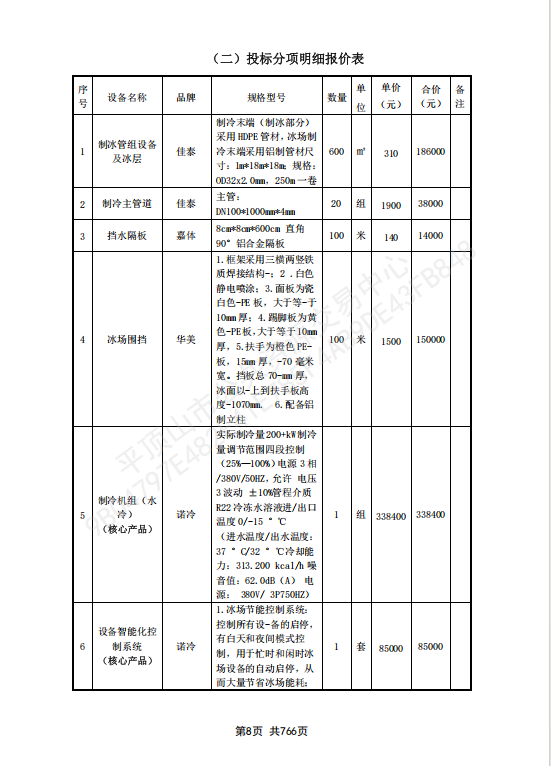 （二）投标分项明细报价表
序号 设备名称 品牌 规格型号 数量 单位 单价（元） 合价（元） 备注
1 制冰管组设备及冰层 佳泰 制冷末端（制冰部分）采用HDPE管材,冰场制冷末端采用铝制管材尺寸：1m*18m*18m；规格：OD32x2.0mm，250m一卷 600 ㎡ 310 186000
2 制冷主管道 佳泰 主管：DN100*1000mm*4mm 20 组 1900 38000
3 挡水隔板 嘉体 8cm*8cm*600cm 直角90°铝合金隔板 100 米 140 14000
4 冰场围挡 华美 1.框架采用三横两竖铁质焊接结构-；2．白色静电喷涂；3.面板为瓷白色-PE板，大于等-于10mm厚；4.踢脚板为黄色-PE板,大于等于10mm厚，5.扶手为橙色PE-板，15mm厚，-70毫米宽。挡板总70-mm厚，冰面以-上到扶手板高度-1070mm. 6.配备铝制立柱 100 米 1500 150000
5 制冷机组（水冷）（核心产品） 诺冷 实际制冷量200+kW制冷量调节范围四段控制（25%—100%）电源3相/380V/50HZ,允许 电压3波动 ±10%管程介质R22冷冻水溶液进/出口温度0/-15 °℃（进水温度/出水温度：37 °C/32 °℃冷却能力：313.200 kcal/h 噪音值：62.0dB（A） 电源： 380V/ 3P750HZ） 1 组 338400 338400
6 设备智能化控制系统（核心产品） 诺冷 1.冰场节能控制系统：控制所有设-备的启停，有白天和夜间模式控制，用于忙时和闲时冰场设备的自动启停，从而大量节省冰场能耗： 1 套 85000 85000
第8页 共766页